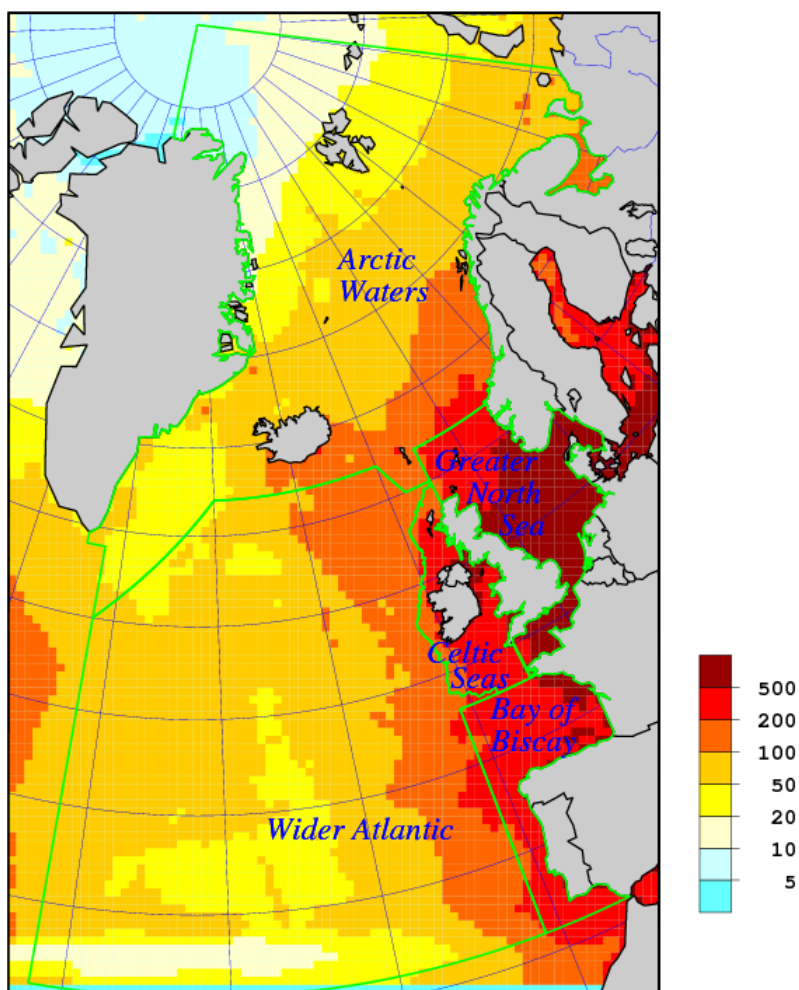 Arctic
Waters
Greater
North
Sea
Celtic
Seas
Bay of
Biscay
Wider Atlantic
500
200
100
50
20
10
5